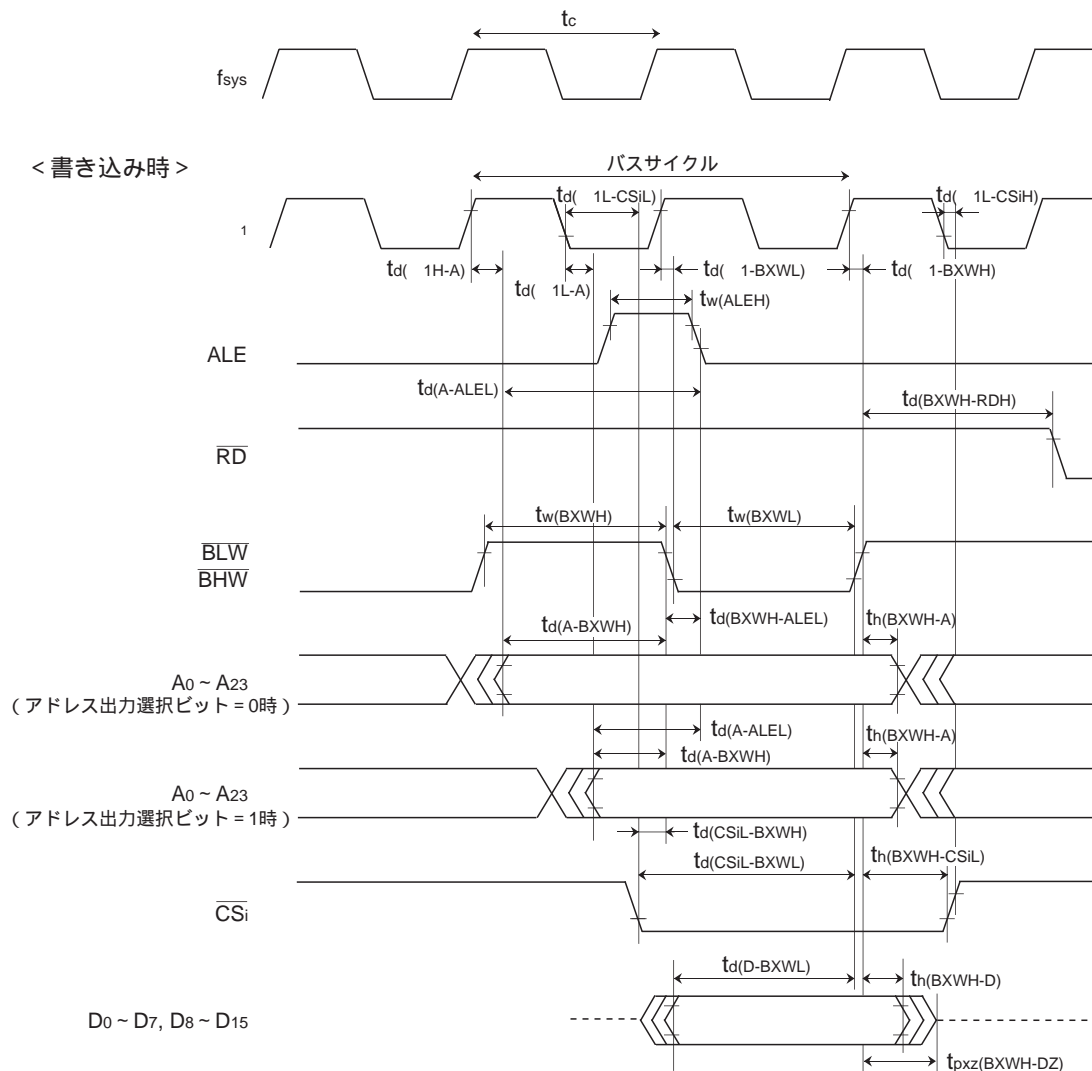 tc
fsys
<書き込み時>
バスサイクル
td( 1L-CSiL)
td( 1L-CSiH)
1
td( 1H-A)
td( 1L-A)
td( 1-BXWL)
td( 1-BXWH)
tw(ALEH)
ALE
td(A-ALEL)
td(BXWH-RDH)
RD
tw(BXWH)
tw(BXWL)
BLW
BHW
td(A-BXWH)
td(BXWH-ALEL)
th(BXWH-A)
A0 ~ A23
(アドレス出力選択ビット = 0時)
td(A-ALEL)
td(A-BXWH)
th(BXWH-A)
A0 ~ A23
(アドレス出力選択ビット = 1時)
td(CSiL-BXWH)
td(CSiL-BXWL)
th(BXWH-CSiL)
CSi
td(D-BXWL)
th(BXWH-D)
D0 ~ D7, D8 ~ D15
tpxz(BXWH-DZ)